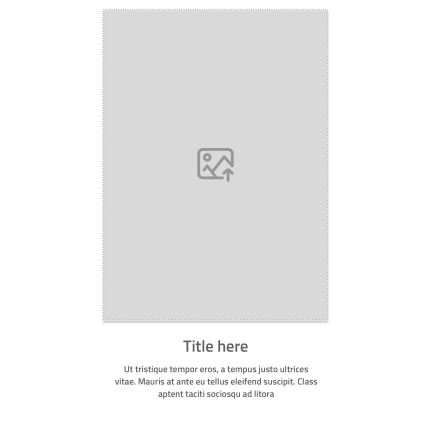 Title here
Ut tristique tempor eros, a tempus justo ultrices
vitae. Mauris at ante eu tellus eleifend suscipit. Class
aptent taciti sociosqu ad litora